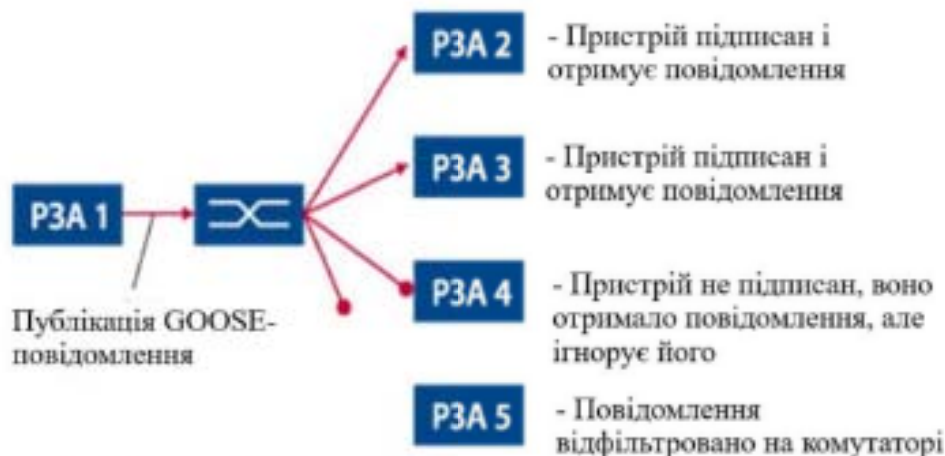 РЗА 2
- Пристрій підписан і
отримує повідомлення
РЗА 3
- Пристрій підписан і
отримує повідомлення
РЗА 1
Публікація GOOSE-
повідомлення
РЗА 4
- Пристрій не підписан, воно
отримало повідомлення, але
ігнорує його
РЗА 5
- Повідомлення
відфільтровано на комутаторі